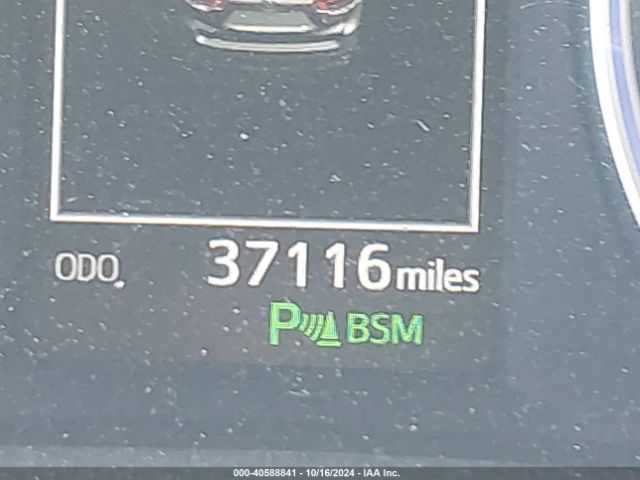 ODO. 37116 miles
P BSM
000-40588841 - 10/16/2024 - IAA Inc.